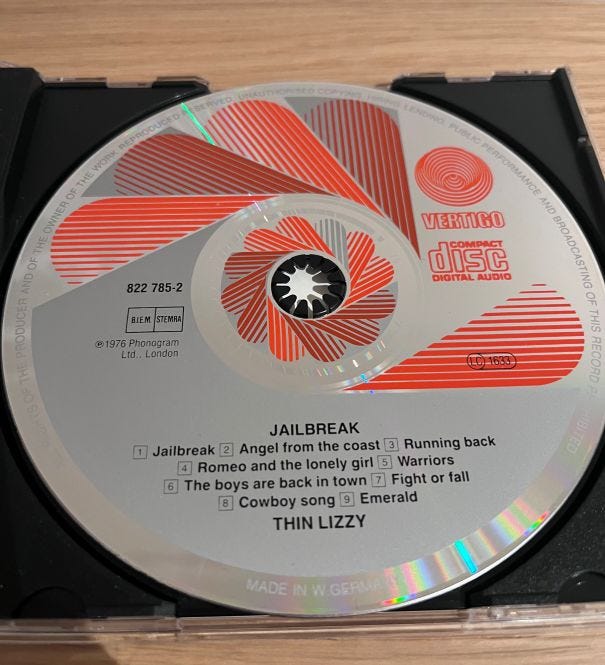 RIGHTS OF THE PRODUCER AND OF THE OWNER OF THE WORK REPRODUCED RESERVED. UNAUTHORISED COPYING, HIRING, LENDING, PUBLIC PERFORMANCE AND BROADCASTING OF THIS RECORD
VERTIGO
COMPACT
disc
DIGITAL AUDIO
822 785-2
B.I.E.M. STEMRA
℗1976 Phonogram
Ltd., London
LC 1633
JAILBREAK
1 Jailbreak 2 Angel from the coast 3 Running back
4 Romeo and the lonely girl 5 Warriors
6 The boys are back in town 7 Fight or fall
8 Cowboy song 9 Emerald
THIN LIZZY
MADE IN W. GERMANY